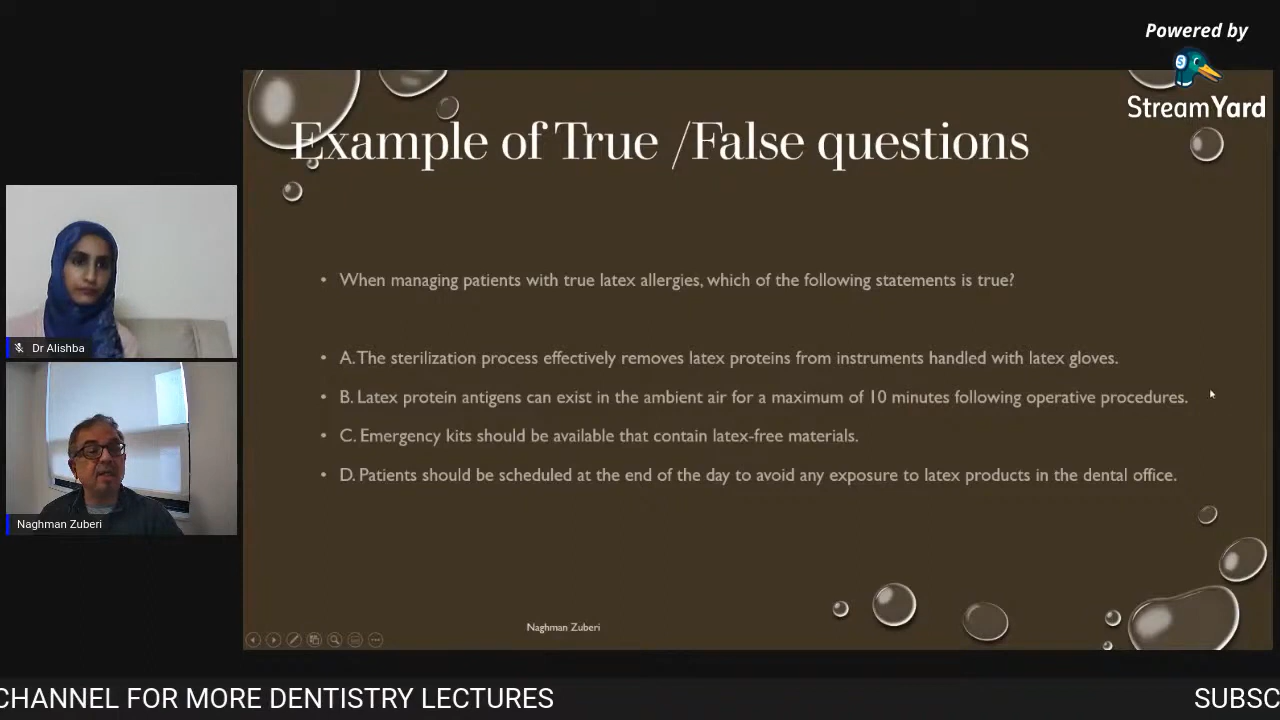 Powered by
StreamYard
Example of True /False questions
• When managing patients with true latex allergies, which of the following statements is true?
• A. The sterilization process effectively removes latex proteins from instruments handled with latex gloves.
• B. Latex protein antigens can exist in the ambient air for a maximum of 10 minutes following operative procedures.
• C. Emergency kits should be available that contain latex-free materials.
• D. Patients should be scheduled at the end of the day to avoid any exposure to latex products in the dental office.
Dr Alishba
Naghman Zuberi
Naghman Zuberi
CHANNEL FOR MORE DENTISTRY LECTURES
SUBSC